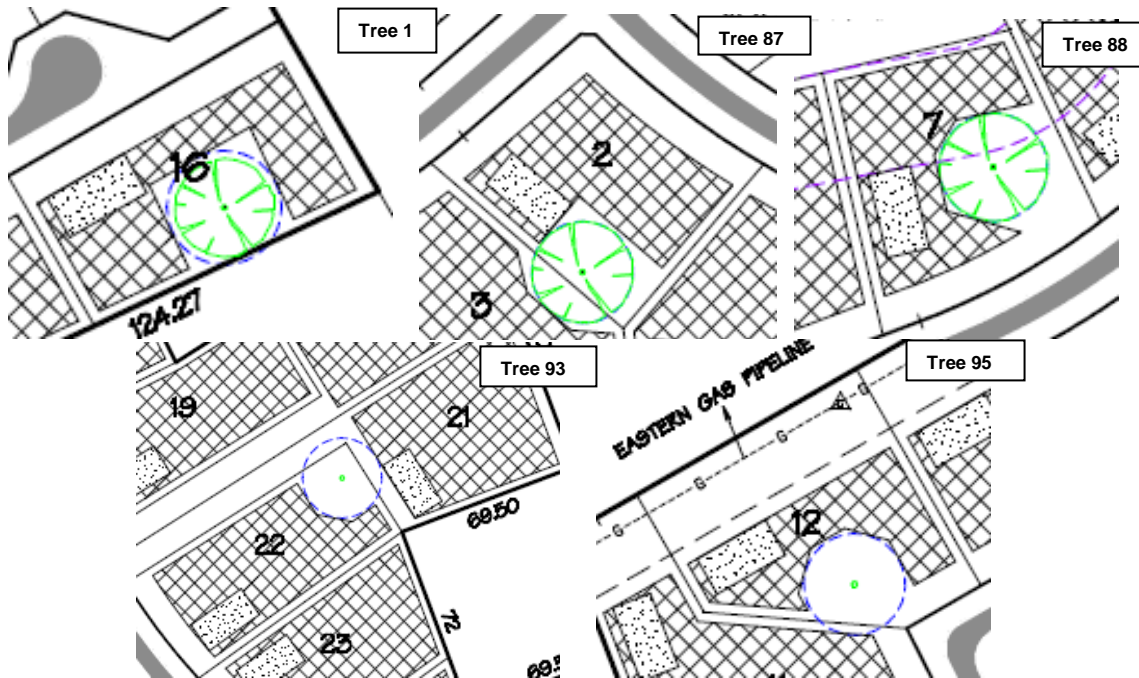 Tree 1
16
124.27
Tree 87
2
3
Tree 88
7
Tree 93
19
21
22
69.50
23
72
Tree 95
EASTERN GAS PIPELINE
G
G
G
G
12